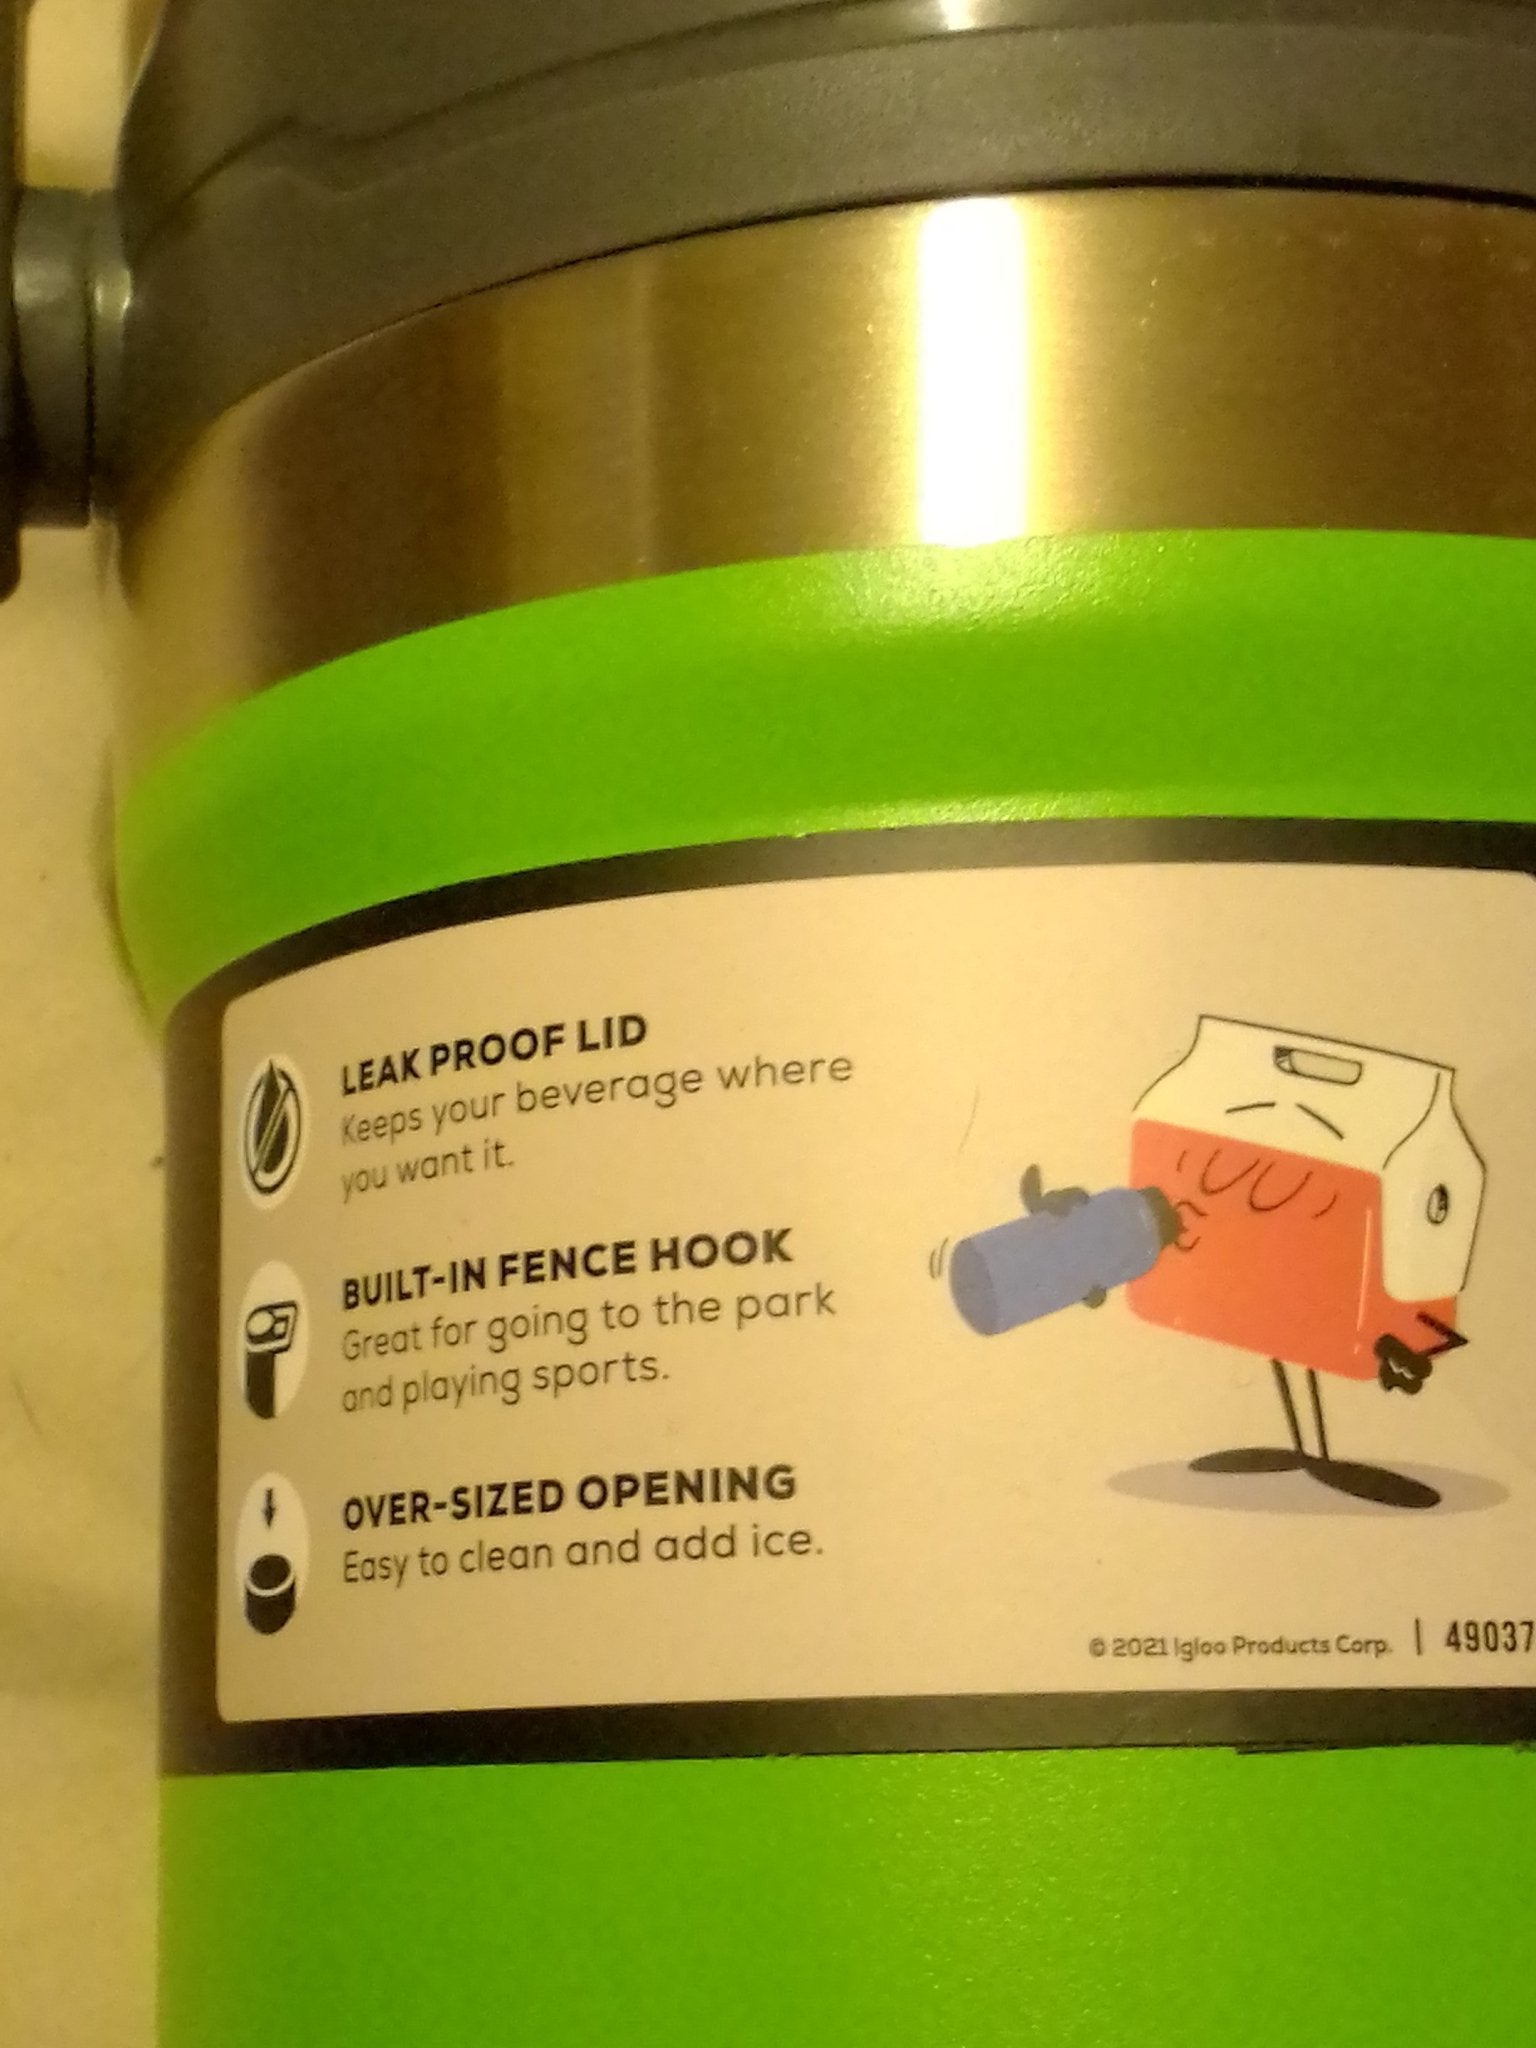 LEAK PROOF LID
Keeps your beverage where
you want it.
BUILT-IN FENCE HOOK
Great for going to the park
and playing sports.
OVER-SIZED OPENING
Easy to clean and add ice.
© 2021 Igloo Products Corp. | 49037